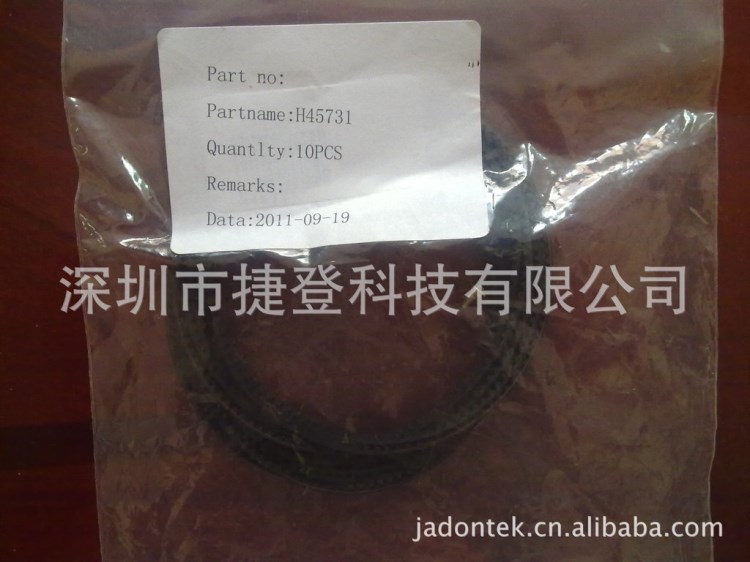 Part no:
Partname:H45731
Quantlty:10PCS
Remarks:
Data:2011-09-19
深圳市捷登科技有限公司
jadontek.cn.alibaba.com